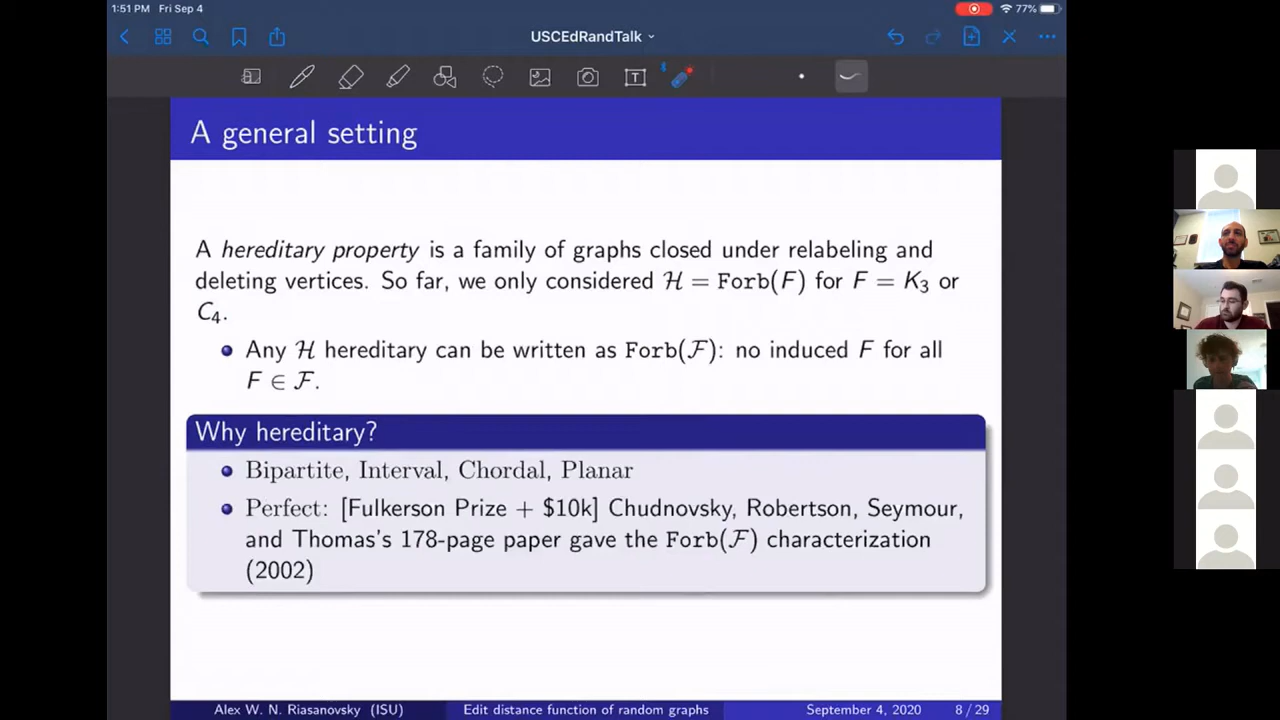 1:51 PM Fri Sep 4
77%
USCEdRandTalk
T
A general setting
A hereditary property is a family of graphs closed under relabeling and
deleting vertices. So far, we only considered ℋ = Forb(F) for F = K₃ or
C₄.
Any ℋ hereditary can be written as Forb(ℱ): no induced F for all
F ∈ ℱ.
Why hereditary?
Bipartite, Interval, Chordal, Planar
Perfect: [Fulkerson Prize + $10k] Chudnovsky, Robertson, Seymour,
and Thomas's 178-page paper gave the Forb(ℱ) characterization
(2002)
Alex W. N. Riasanovsky (ISU) Edit distance function of random graphs September 4, 2020 8 / 29